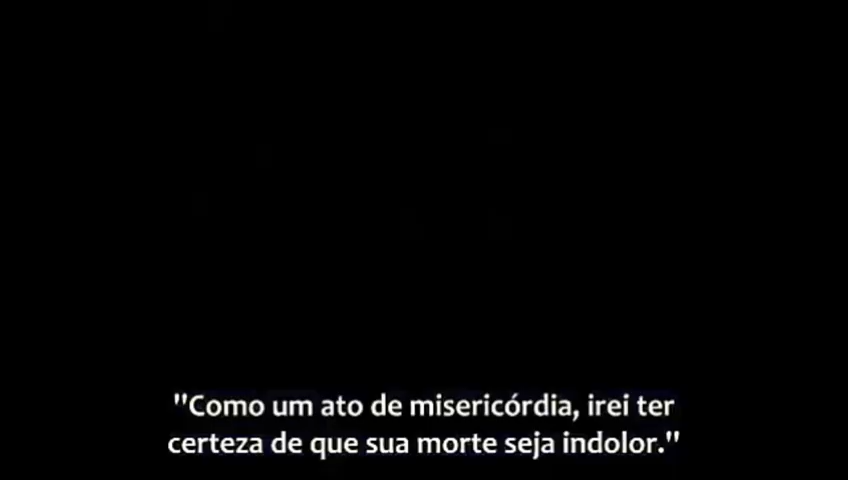 "Como um ato de misericórdia, irei ter
certeza de que sua morte seja indolor."